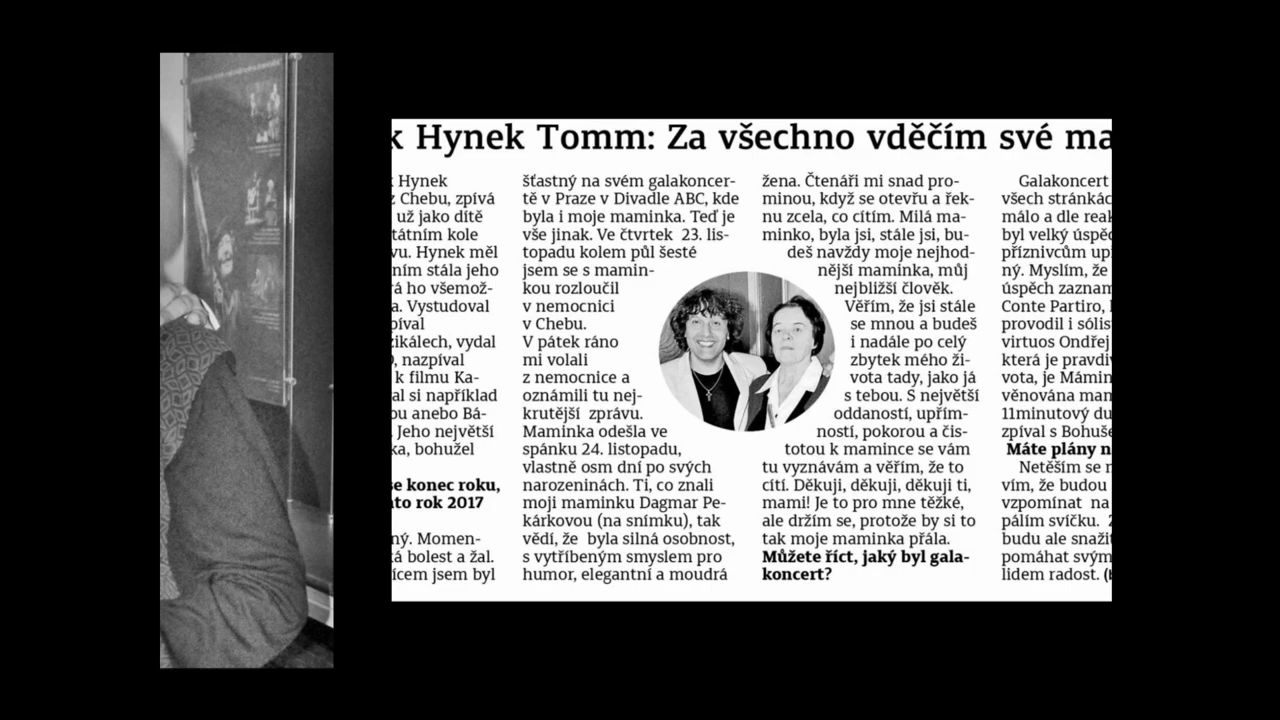 k Hynek Tomm: Za všechno vděčím své ma
Hynek
z Chebu, zpívá
už jako dítě
tátním kole
vu. Hynek měl
ním stála jeho
rá ho všemož-
a. Vystudoval
píval
zikálech, vydal
nazpíval
k filmu Ka-
al si například
ou anebo Bá-
Jeho největší
ka, bohužel
se konec roku,
nto rok 2017
ný. Momen-
ká bolest a žal.
ícem jsem byl
šťastný na svém galakoncer-
tě v Praze v Divadle ABC, kde
byla i moje maminka. Teď je
vše jinak. Ve čtvrtek 23. lis-
topadu kolem půl šesté
jsem se s mamin-
kou rozloučil
v nemocnici
v Chebu.
V pátek ráno
mi volali
z nemocnice a
oznámili tu nej-
krutější zprávu.
Maminka odešla ve
spánku 24. listopadu,
vlastně osm dní po svých
narozeninách. Ti, co znali
moji maminku Dagmar Pe-
kárkovou (na snímku), tak
vědí, že byla silná osobnost,
s vytříbeným smyslem pro
humor, elegantní a moudrá
žena. Čtenáři mi snad pro-
minou, když se otevřu a řek-
nu zcela, co cítím. Milá ma-
minko, byla jsi, stále jsi, bu-
deš navždy moje nejhod-
nější maminka, můj
nejbližší člověk.
Věřím, že jsi stále
se mnou a budeš
i nadále po celý
zbytek mého ži-
vota tady, jako já
s tebou. S největší
oddaností, upřím-
ností, pokorou a čis-
totou k mamince se vám
tu vyznávám a věřím, že to
cítí. Děkuji, děkuji, děkuji ti,
mami! Je to pro mne těžké,
ale držím se, protože by si to
tak moje maminka přála.
Můžete říct, jaký byl gala-
koncert?
Galakoncert
všech stránkác
málo a dle reak
byl velký úspěc
příznivcům up
ný. Myslím, že
úspěch zaznam
Conte Partiro,
provodil i sólis
virtuos Ondřej
která je pravdiv
vota, je Mámin
věnována mam
11minutový du
zpíval s Bohuše
Máte plány n
Netěším se n
vím, že budou
vzpomínat na
pálím svíčku.
budu ale snaži
pomáhat svým
lidem radost.